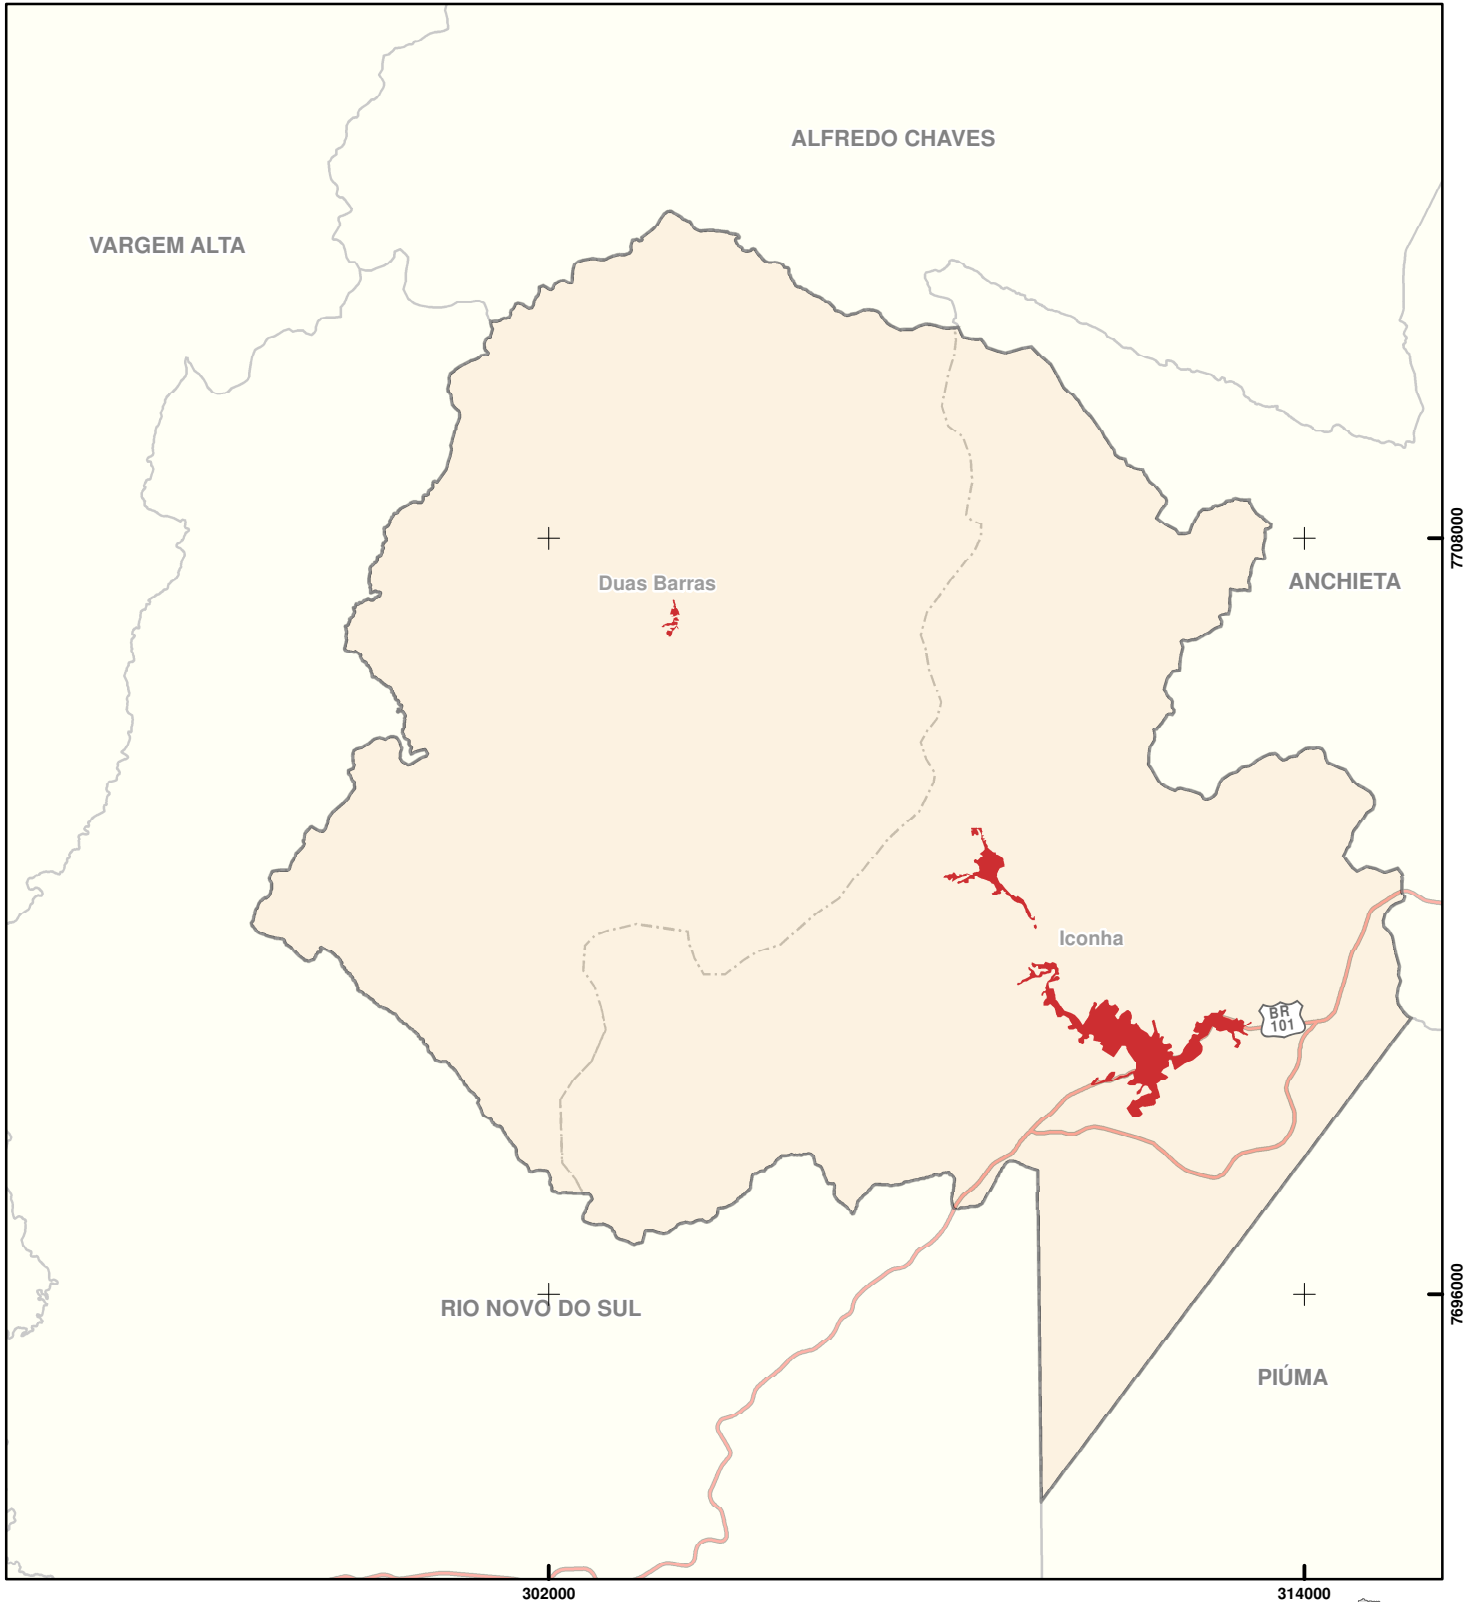 ALFREDO CHAVES
VARGEM ALTA
7708000
Duas Barras
ANCHIETA
Iconha
BR
101
7696000
RIO NOVO DO SUL
PIÚMA
302000
314000